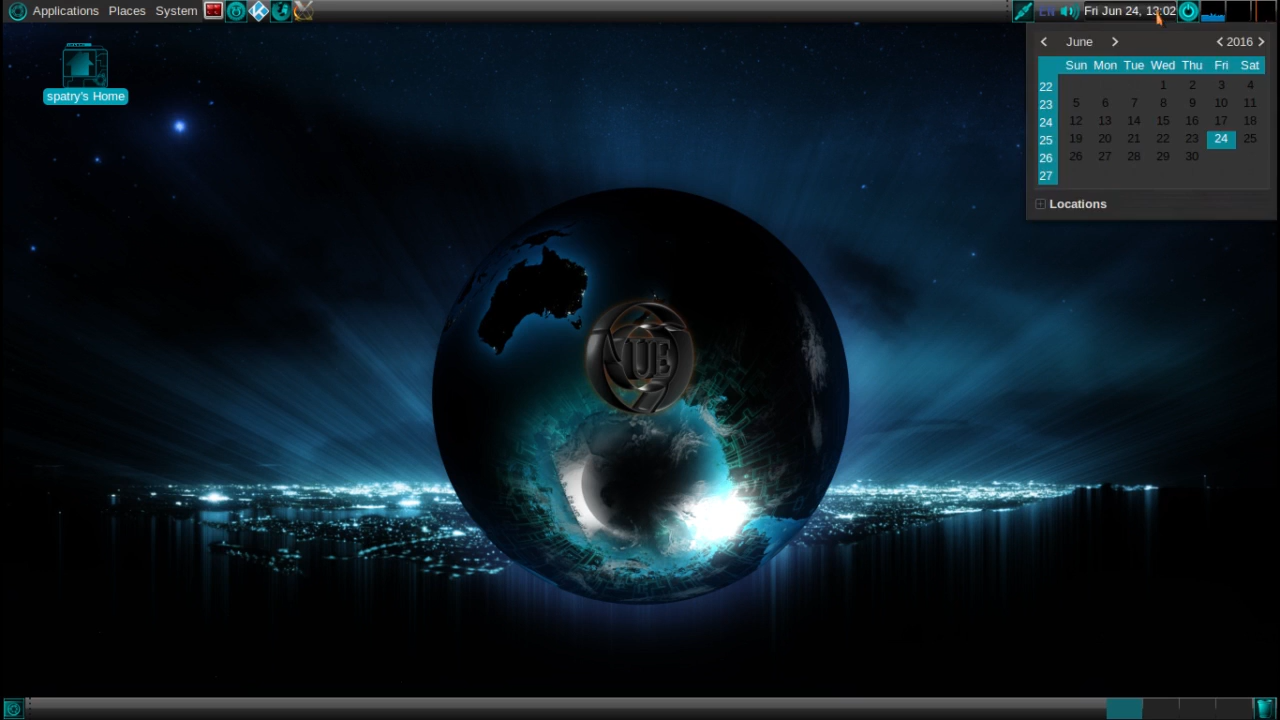 Applications Places System EN Fri Jun 24, 13:02
June 2016
Sun Mon Tue Wed Thu Fri Sat
22 1 2 3 4
23 5 6 7 8 9 10 11
24 12 13 14 15 16 17 18
25 19 20 21 22 23 24 25
26 26 27 28 29 30
27
Locations
spatry's Home
UE